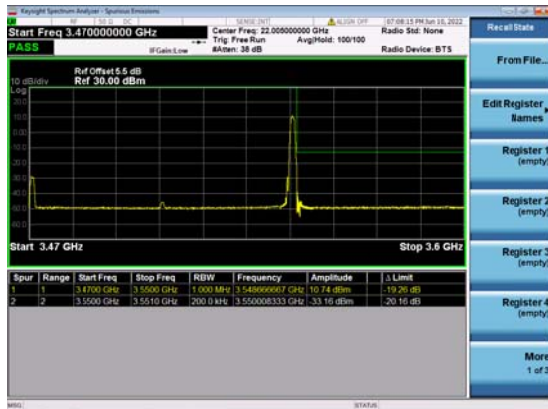 Keysight Spectrum Analyzer - Spurious Emissions
RF 50 Ω DC SENSE:INT ALIGN OFF 07:08:15 PM Jun 10, 2022
Start Freq 3.470000000 GHz
Center Freq: 22.005000000 GHz
Radio Std: None
Trig: Free Run Avg|Hold: 100/100
PASS
IFGain:Low
#Atten: 38 dB
Radio Device: BTS
Ref Offset 5.5 dB
10 dB/div Ref 30.00 dBm
Log
20.0
10.0
0.00
Start 3.47 GHz
Stop 3.6 GHz
Spur Range Start Freq Stop Freq RBW Frequency Amplitude Δ Limit
1 1 3.4700 GHz 3.5500 GHz 1.000 MHz 3.548666667 GHz 10.74 dBm -19.26 dB
2 2 3.5500 GHz 3.5510 GHz 200.0 kHz 3.550008333 GHz -33.16 dBm -20.16 dB
MSG
STATUS
Recall State
From File...
Edit Register Names
Register 1
(empty)
Register 2
(empty)
Register 3
(empty)
Register 4
(empty)
More
1 of